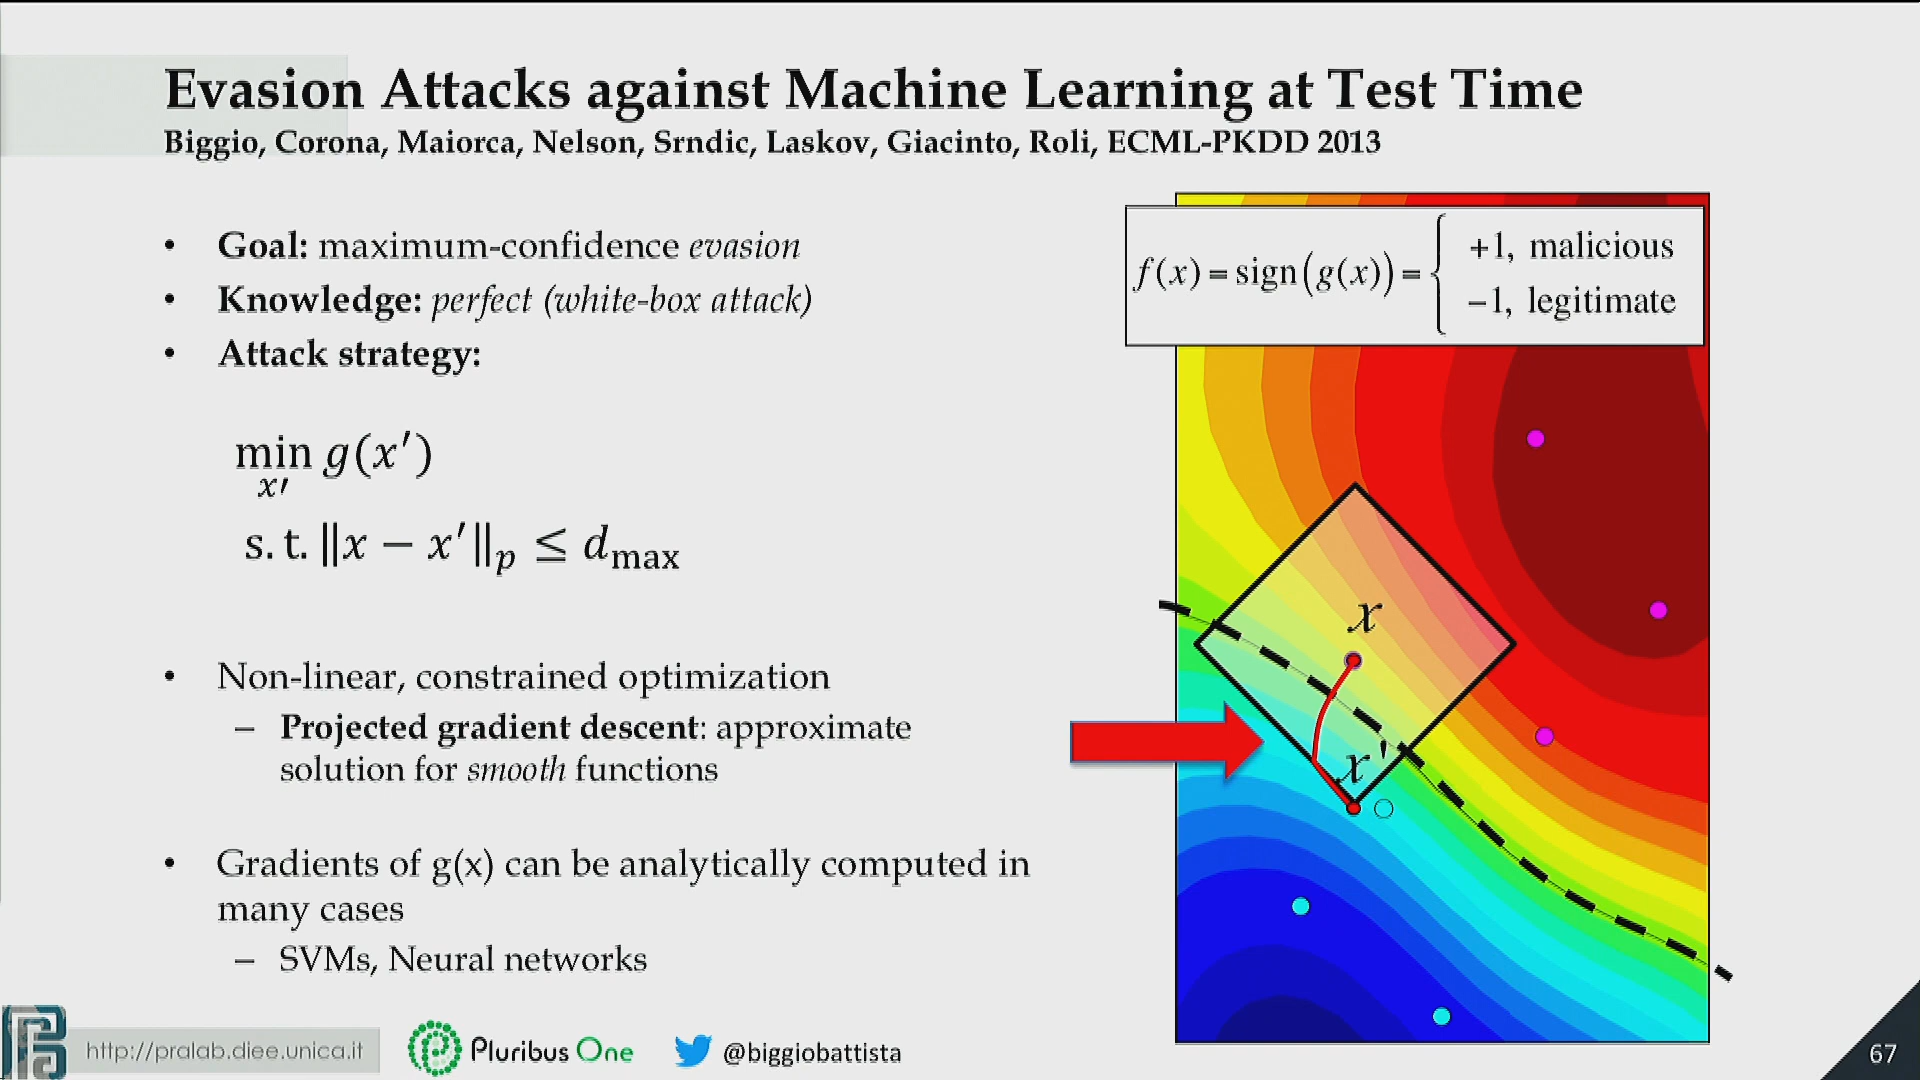 Evasion Attacks against Machine Learning at Test Time
Biggio, Corona, Maiorca, Nelson, Srndic, Laskov, Giacinto, Roli, ECML-PKDD 2013
• Goal: maximum-confidence evasion
• Knowledge: perfect (white-box attack)
• Attack strategy:
min g(x′)
x′
s.t. ‖x − x′‖p ≤ dmax
• Non-linear, constrained optimization
– Projected gradient descent: approximate
solution for smooth functions
• Gradients of g(x) can be analytically computed in
many cases
– SVMs, Neural networks
f(x) = sign(g(x)) = { +1, malicious
−1, legitimate
x
x'
http://pralab.diee.unica.it
Pluribus One
@biggiobattista
67